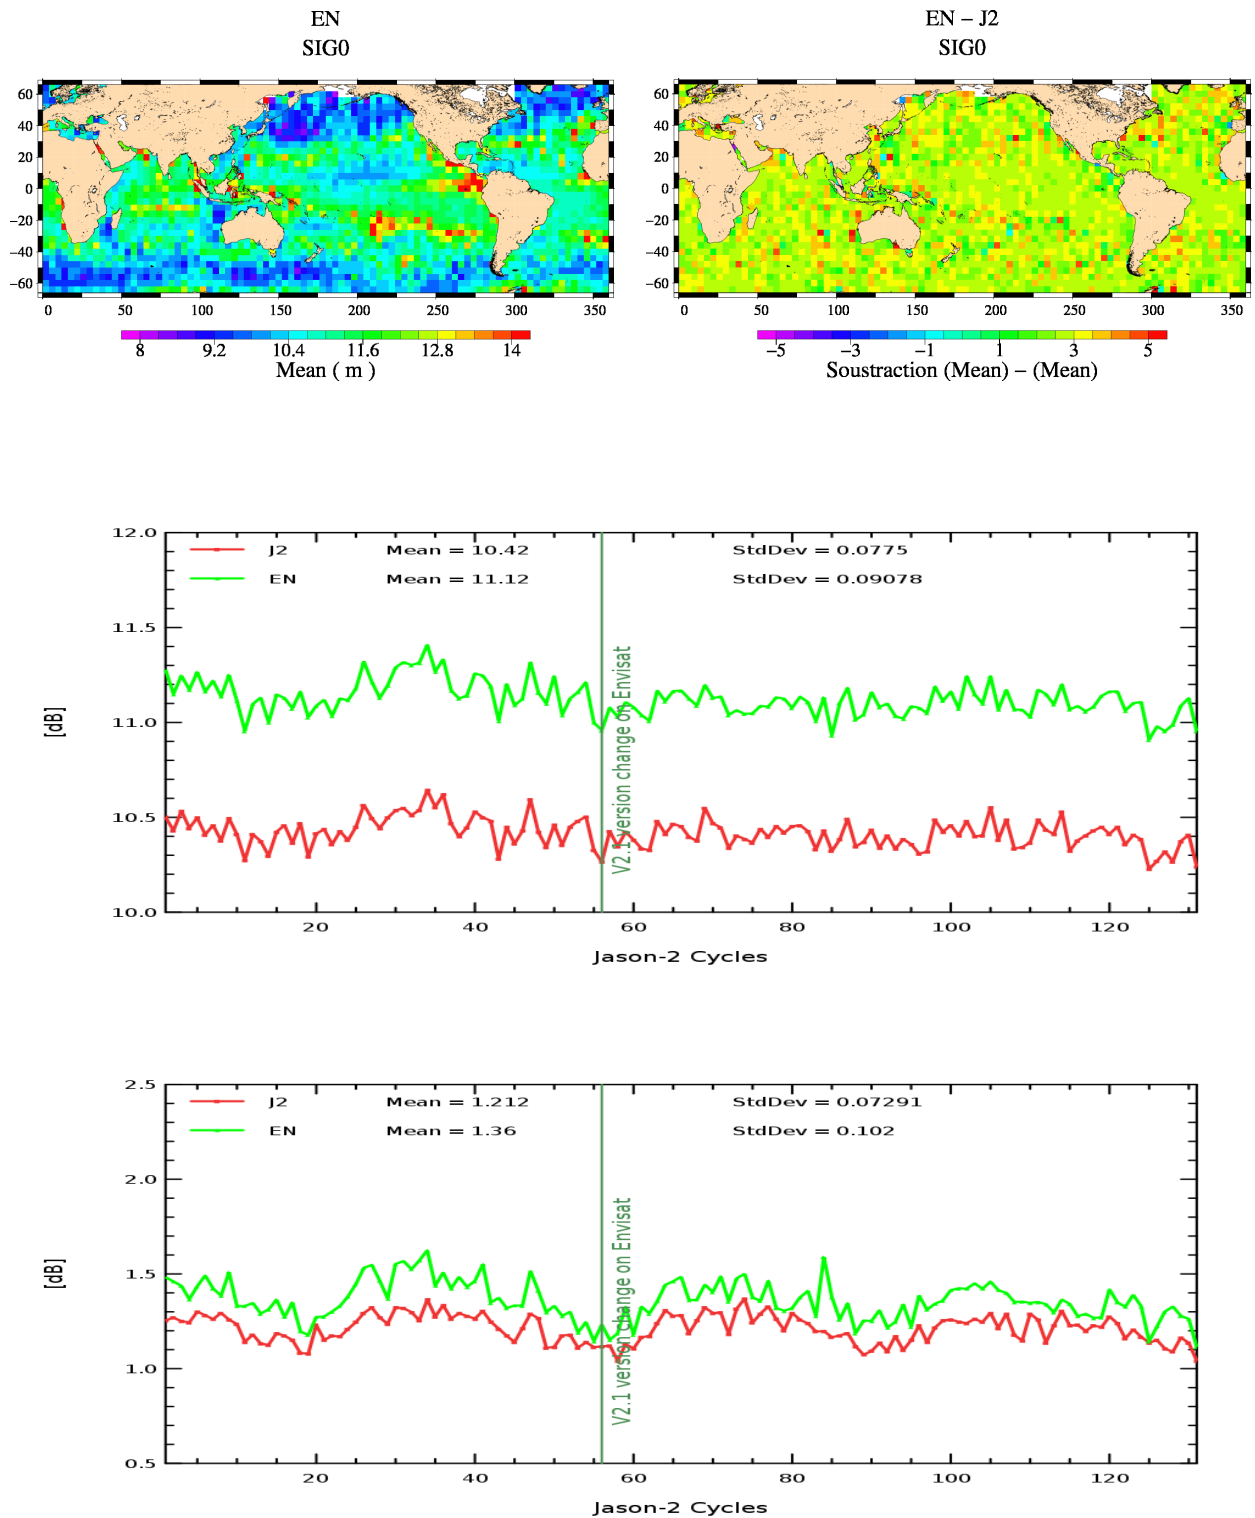 EN
SIG0
60
40
20
0
−20
−40
−60
0 50 100 150 200 250 300 350
8 9.2 10.4 11.6 12.8 14
Mean ( m )
EN − J2
SIG0
60
40
20
0
−20
−40
−60
0 50 100 150 200 250 300 350
−5 −3 −1 1 3 5
Soustraction (Mean) − (Mean)
12.0
11.5
11.0
10.5
10.0
[dB]
J2 Mean = 10.42 StdDev = 0.0775
EN Mean = 11.12 StdDev = 0.09078
V2.1 version change on Envisat
20 40 60 80 100 120
Jason-2 Cycles
2.5
2.0
1.5
1.0
0.5
[dB]
J2 Mean = 1.212 StdDev = 0.07291
EN Mean = 1.36 StdDev = 0.102
V2.1 version change on Envisat
20 40 60 80 100 120
Jason-2 Cycles